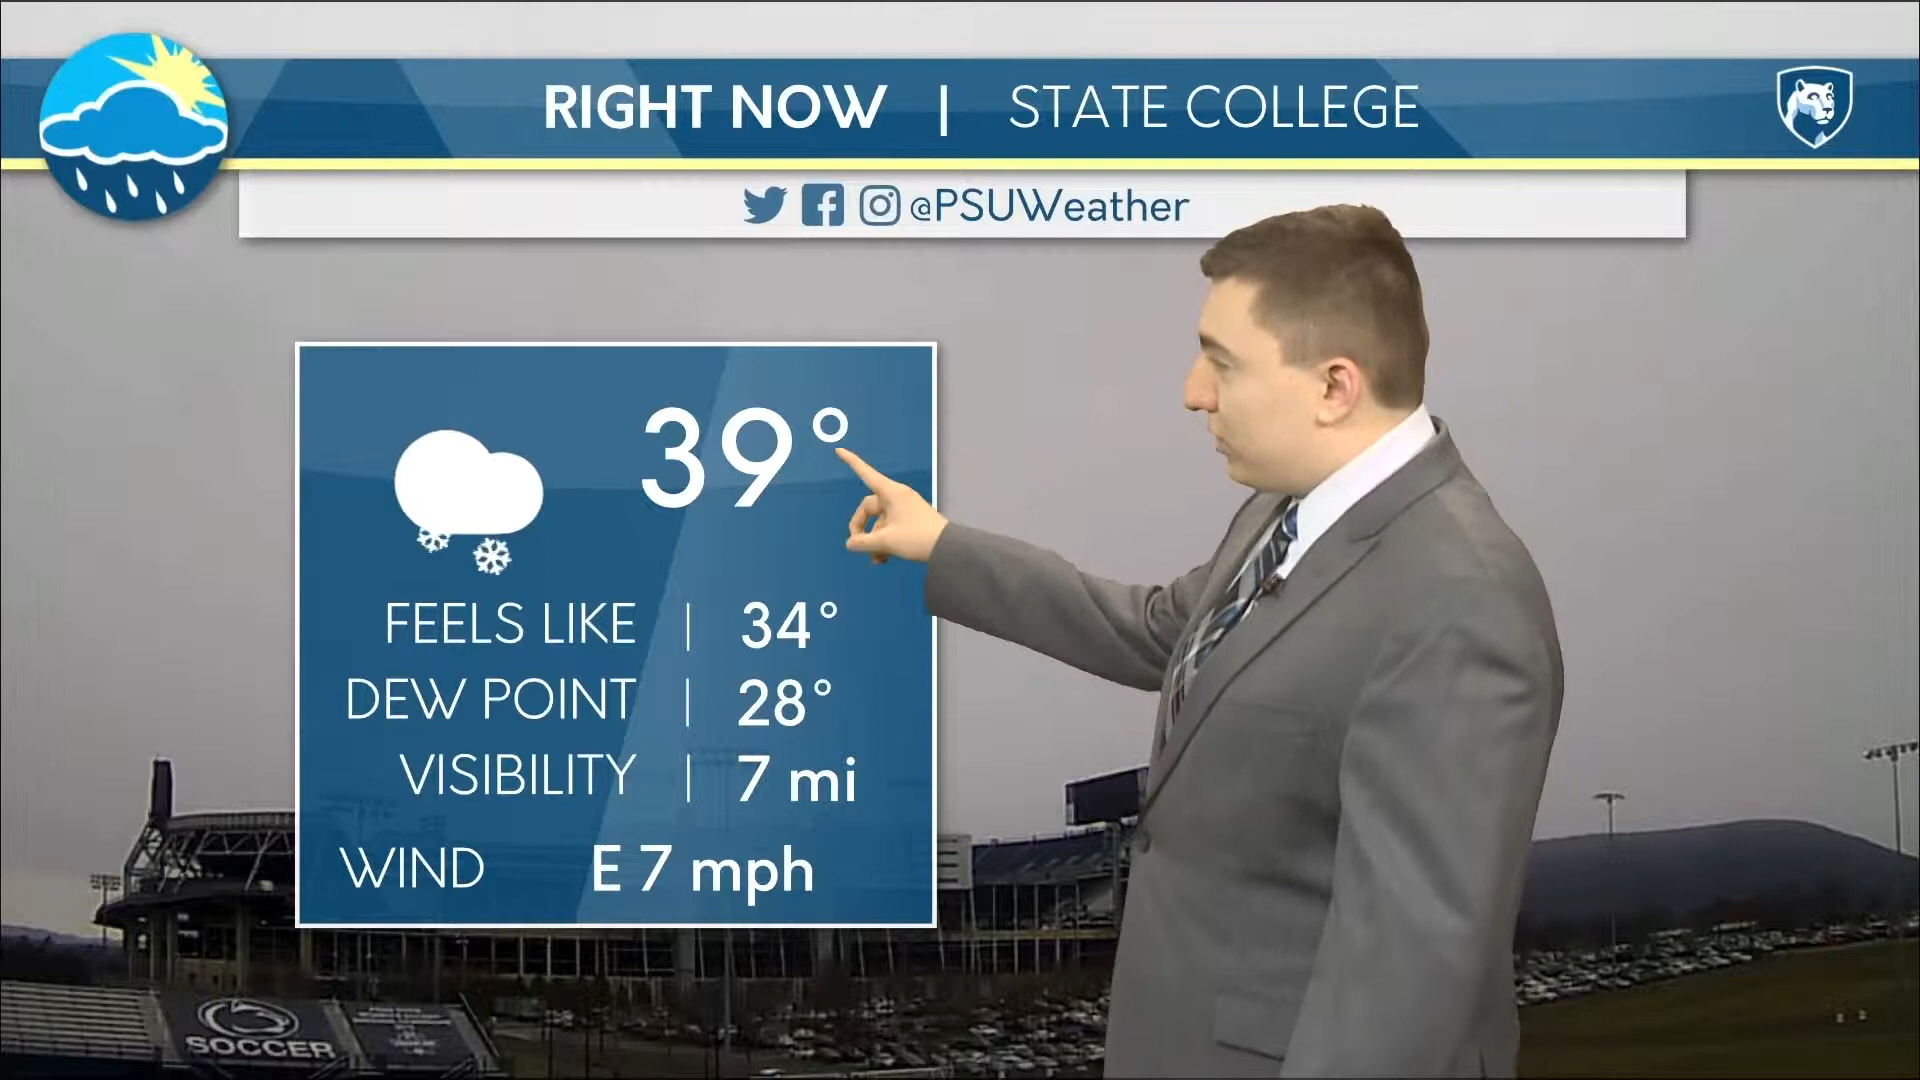 RIGHT NOW | STATE COLLEGE
@PSUWeather
39°
FEELS LIKE | 34°
DEW POINT | 28°
VISIBILITY | 7 mi
WIND E 7 mph
SOCCER